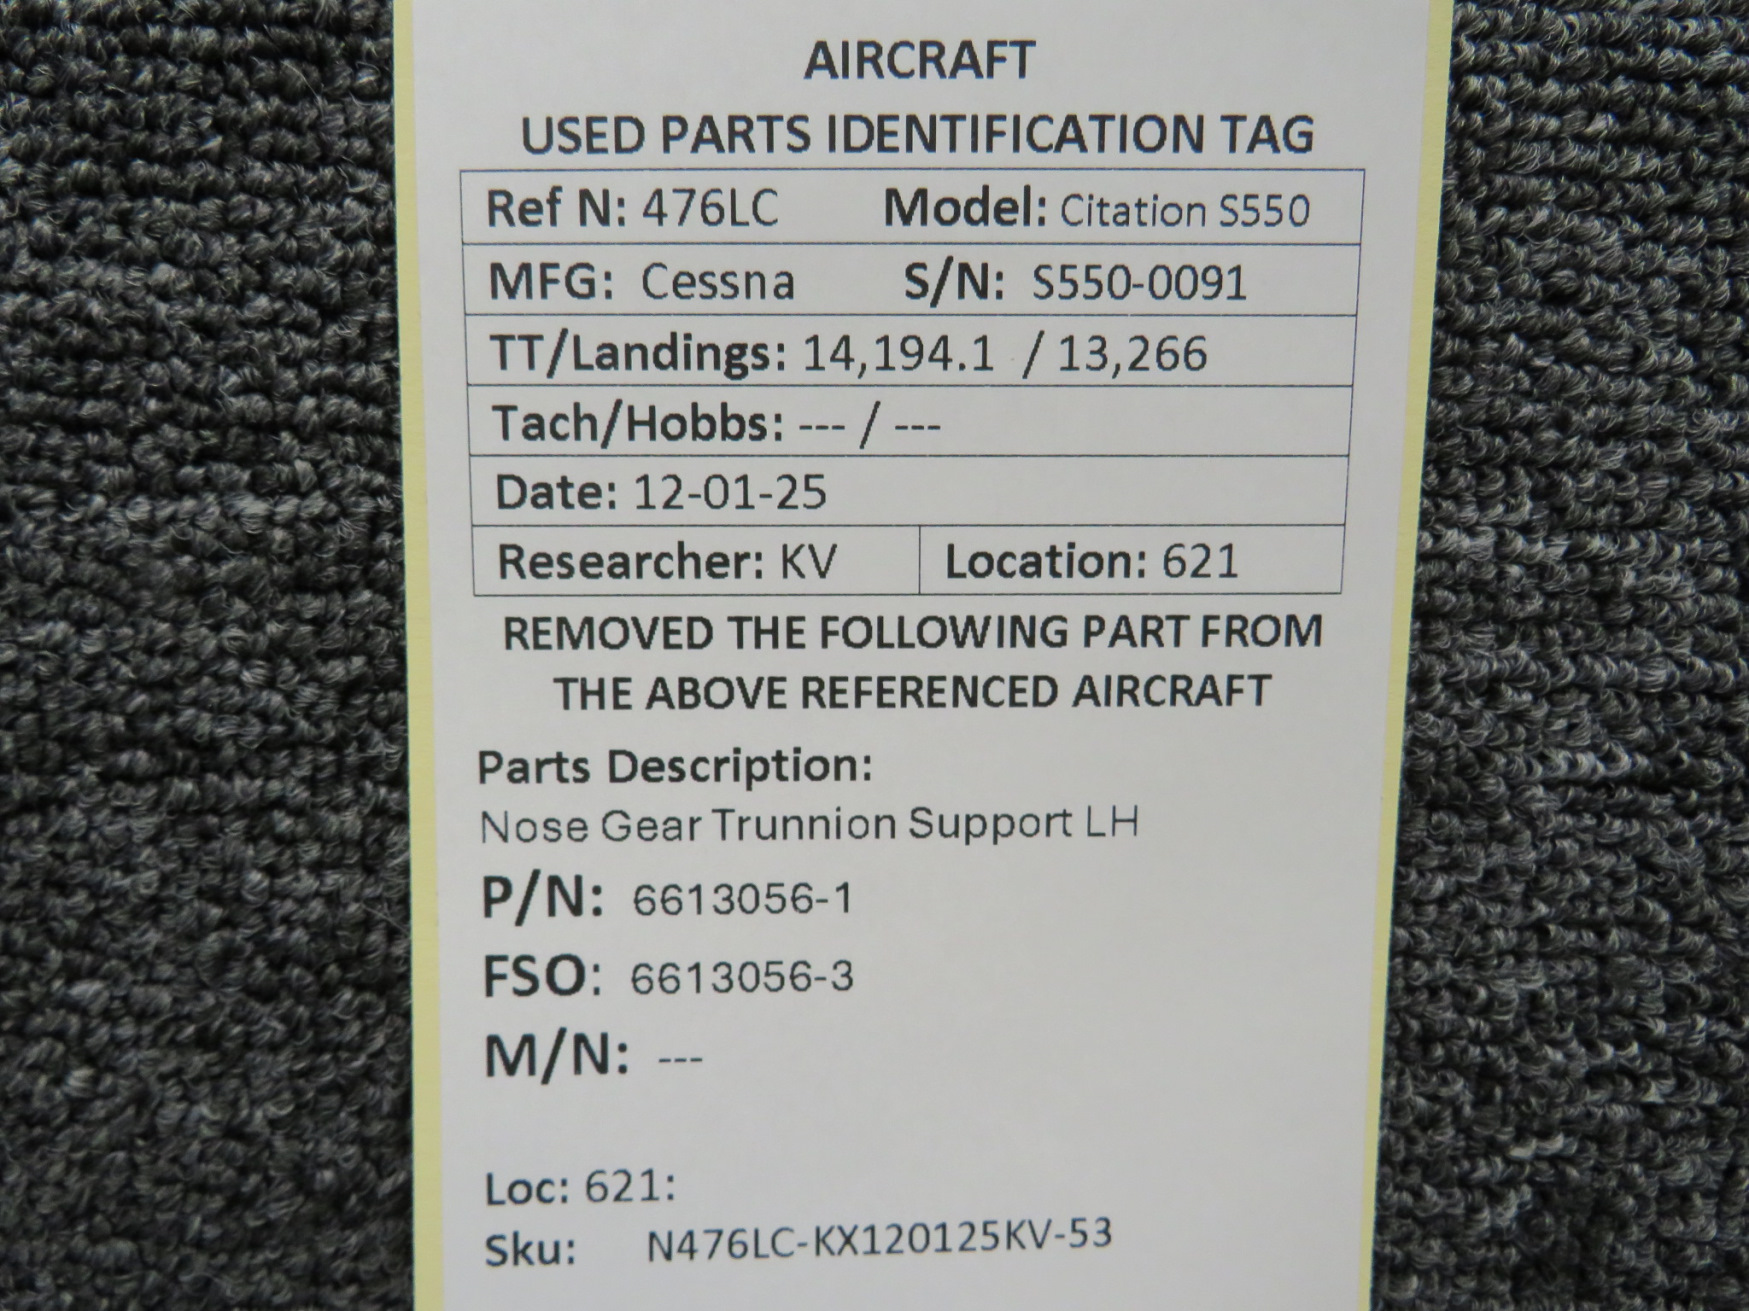 AIRCRAFT
USED PARTS IDENTIFICATION TAG
Ref N: 476LC Model: Citation S550
MFG: Cessna S/N: S550-0091
TT/Landings: 14,194.1 / 13,266
Tach/Hobbs: --- / ---
Date: 12-01-25
Researcher: KV Location: 621
REMOVED THE FOLLOWING PART FROM
THE ABOVE REFERENCED AIRCRAFT
Parts Description:
Nose Gear Trunnion Support LH
P/N: 6613056-1
FSO: 6613056-3
M/N: ---
Loc: 621:
Sku: N476LC-KX120125KV-53